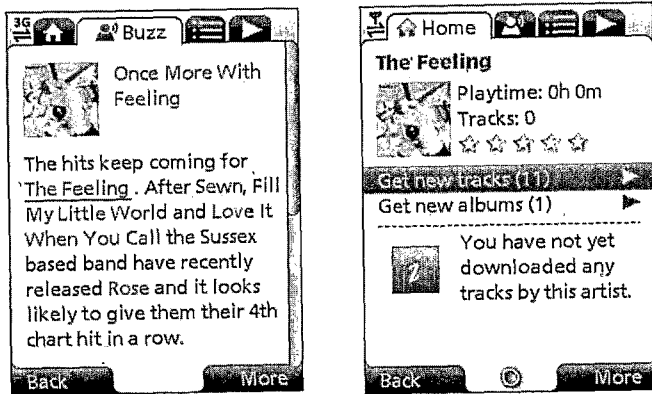 3G
Buzz
Once More With
Feeling
The hits keep coming for
The Feeling . After Sewn, Fill
My Little World and Love It
When You Call the Sussex
based band have recently
released Rose and it looks
likely to give them their 4th
chart hit in a row.
Back
More
Home
The Feeling
Playtime: 0h 0m
Tracks: 0
Get new tracks (11)
Get new albums (1)
You have not yet
downloaded any
tracks by this artist.
Back
More